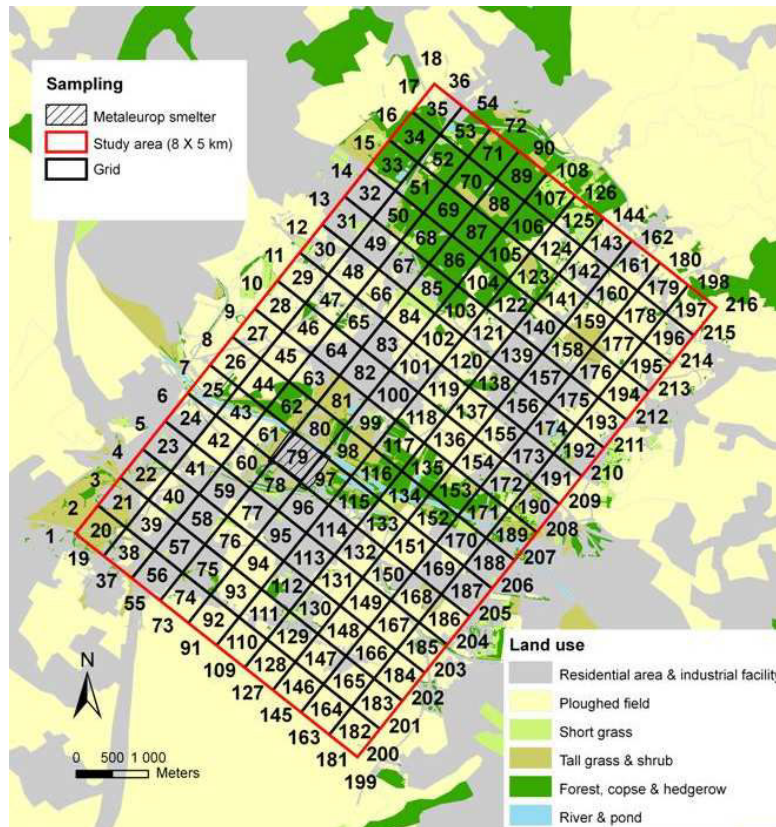 Sampling
Metaleurop smelter
Study area (8 X 5 km)
Grid
1 2 3 4 5 6 7 8 9 10 11 12 13 14 15 16 17 18
19 20 21 22 23 24 25 26 27 28 29 30 31 32 33 34 35 36
37 38 39 40 41 42 43 44 45 46 47 48 49 50 51 52 53 54
55 56 57 58 59 60 61 62 63 64 65 66 67 68 69 70 71 72
73 74 75 76 77 78 79 80 81 82 83 84 85 86 87 88 89 90
91 92 93 94 95 96 97 98 99 100 101 102 103 104 105 106 107 108
109 110 111 112 113 114 115 116 117 118 119 120 121 122 123 124 125 126
127 128 129 130 131 132 133 134 135 136 137 138 139 140 141 142 143 144
145 146 147 148 149 150 151 152 153 154 155 156 157 158 159 160 161 162
163 164 165 166 167 168 169 170 171 172 173 174 175 176 177 178 179 180
181 182 183 184 185 186 187 188 189 190 191 192 193 194 195 196 197 198
199 200 201 202 203 204 205 206 207 208 209 210 211 212 213 214 215 216
N
0 500 1 000
Meters
Land use
Residential area & industrial facility
Ploughed field
Short grass
Tall grass & shrub
Forest, copse & hedgerow
River & pond